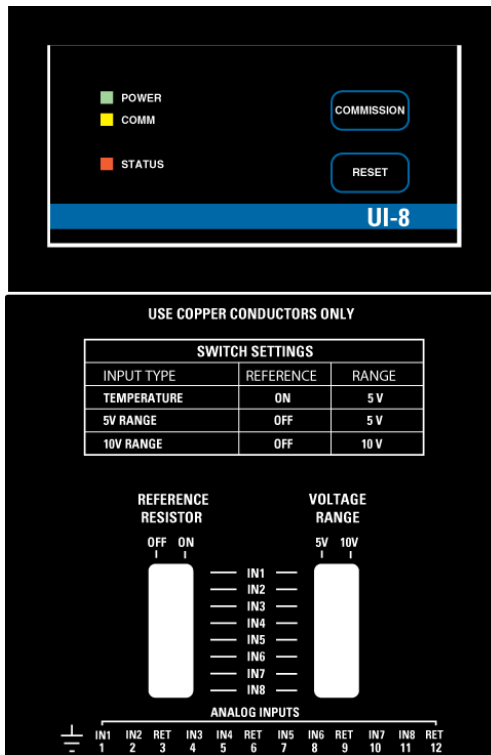 POWER
COMM
STATUS
COMMISSION
RESET
UI-8
USE COPPER CONDUCTORS ONLY
SWITCH SETTINGS
INPUT TYPE REFERENCE RANGE
TEMPERATURE ON 5 V
5V RANGE OFF 5 V
10V RANGE OFF 10 V
REFERENCE RESISTOR
VOLTAGE RANGE
OFF ON
5V 10V
IN1
IN2
IN3
IN4
IN5
IN6
IN7
IN8
ANALOG INPUTS
IN1 IN2 RET IN3 IN4 RET IN5 IN6 RET IN7 IN8 RET
1 2 3 4 5 6 7 8 9 10 11 12